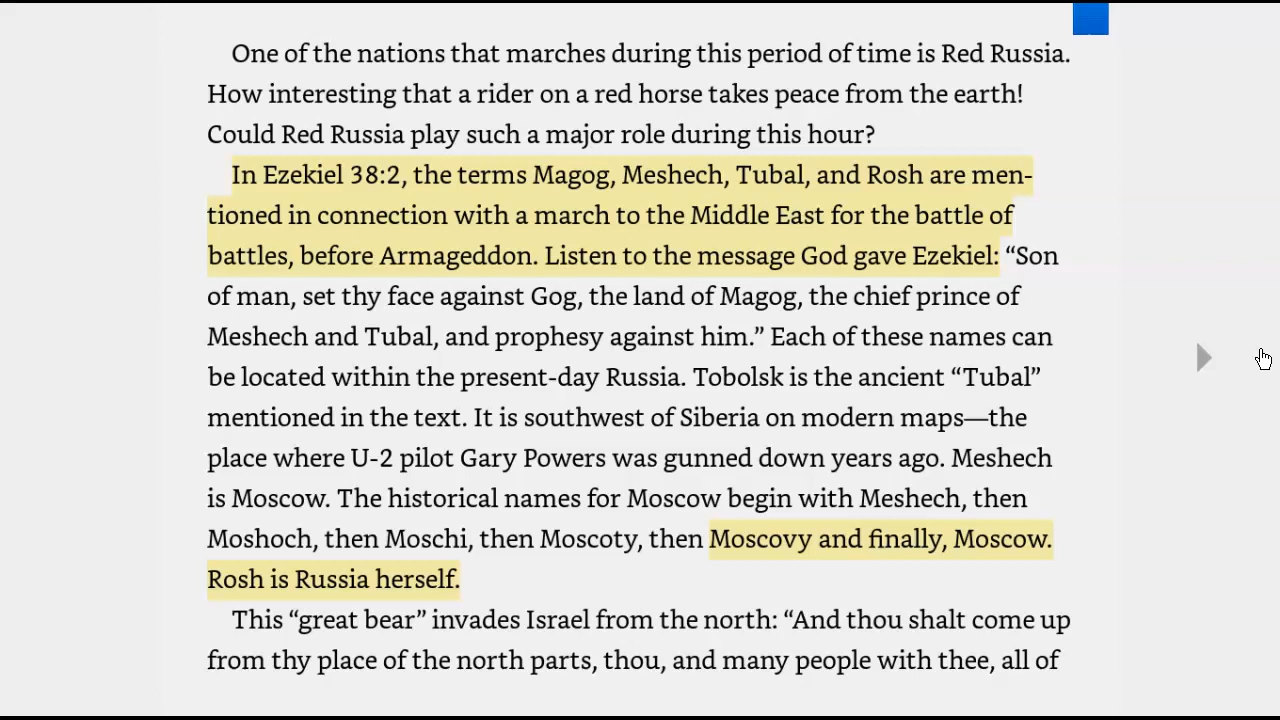 One of the nations that marches during this period of time is Red Russia.
How interesting that a rider on a red horse takes peace from the earth!
Could Red Russia play such a major role during this hour?
In Ezekiel 38:2, the terms Magog, Meshech, Tubal, and Rosh are men-
tioned in connection with a march to the Middle East for the battle of
battles, before Armageddon. Listen to the message God gave Ezekiel: “Son
of man, set thy face against Gog, the land of Magog, the chief prince of
Meshech and Tubal, and prophesy against him.” Each of these names can
be located within the present-day Russia. Tobolsk is the ancient “Tubal”
mentioned in the text. It is southwest of Siberia on modern maps—the
place where U-2 pilot Gary Powers was gunned down years ago. Meshech
is Moscow. The historical names for Moscow begin with Meshech, then
Moshoch, then Moschi, then Moscoty, then Moscovy and finally, Moscow.
Rosh is Russia herself.
This “great bear” invades Israel from the north: “And thou shalt come up
from thy place of the north parts, thou, and many people with thee, all of